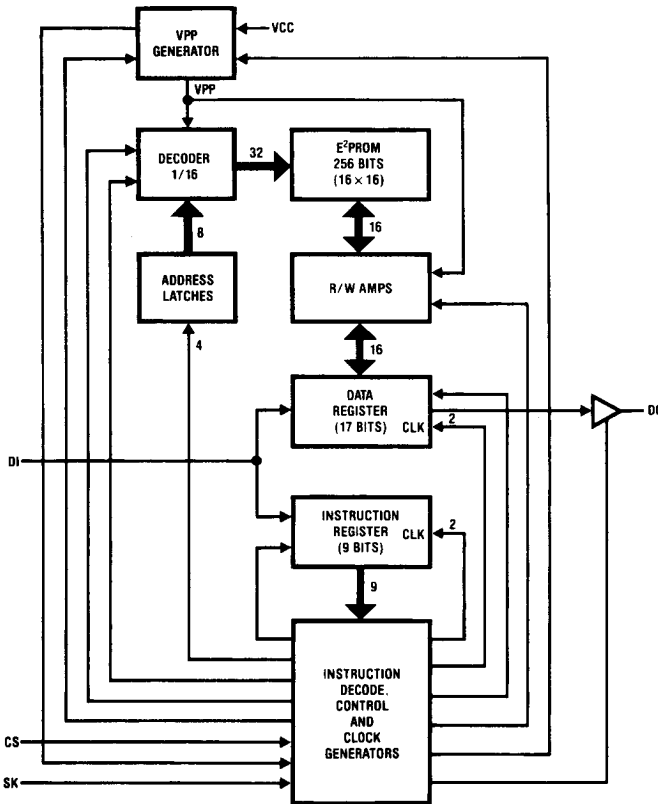 VPP
GENERATOR
VCC
VPP
DECODER
1/16
32
E²PROM
256 BITS
(16 × 16)
8
16
ADDRESS
LATCHES
R/W AMPS
4
16
DATA
REGISTER
(17 BITS)
CLK
2
DI
INSTRUCTION
REGISTER
(9 BITS)
CLK
2
9
INSTRUCTION
DECODE,
CONTROL
AND
CLOCK
GENERATORS
CS
SK